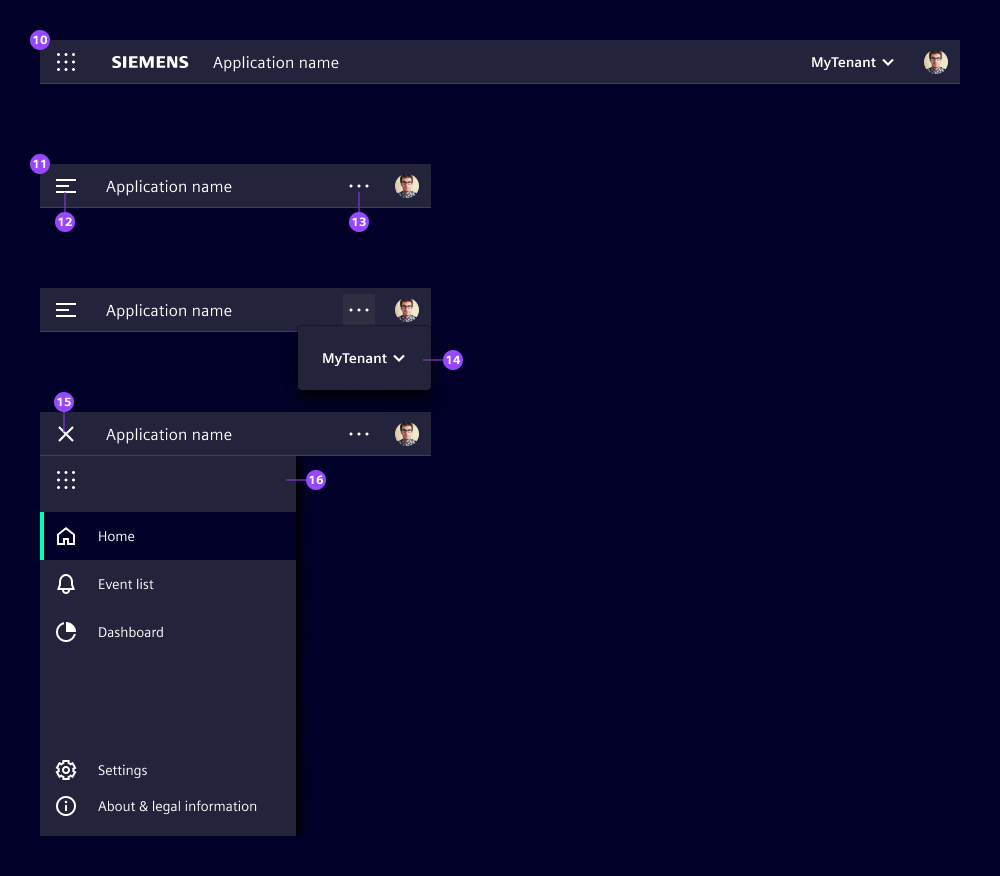 10
SIEMENS Application name MyTenant
11
Application name
12 13
Application name
MyTenant
14
15
Application name
16
Home
Event list
Dashboard
Settings
About & legal information